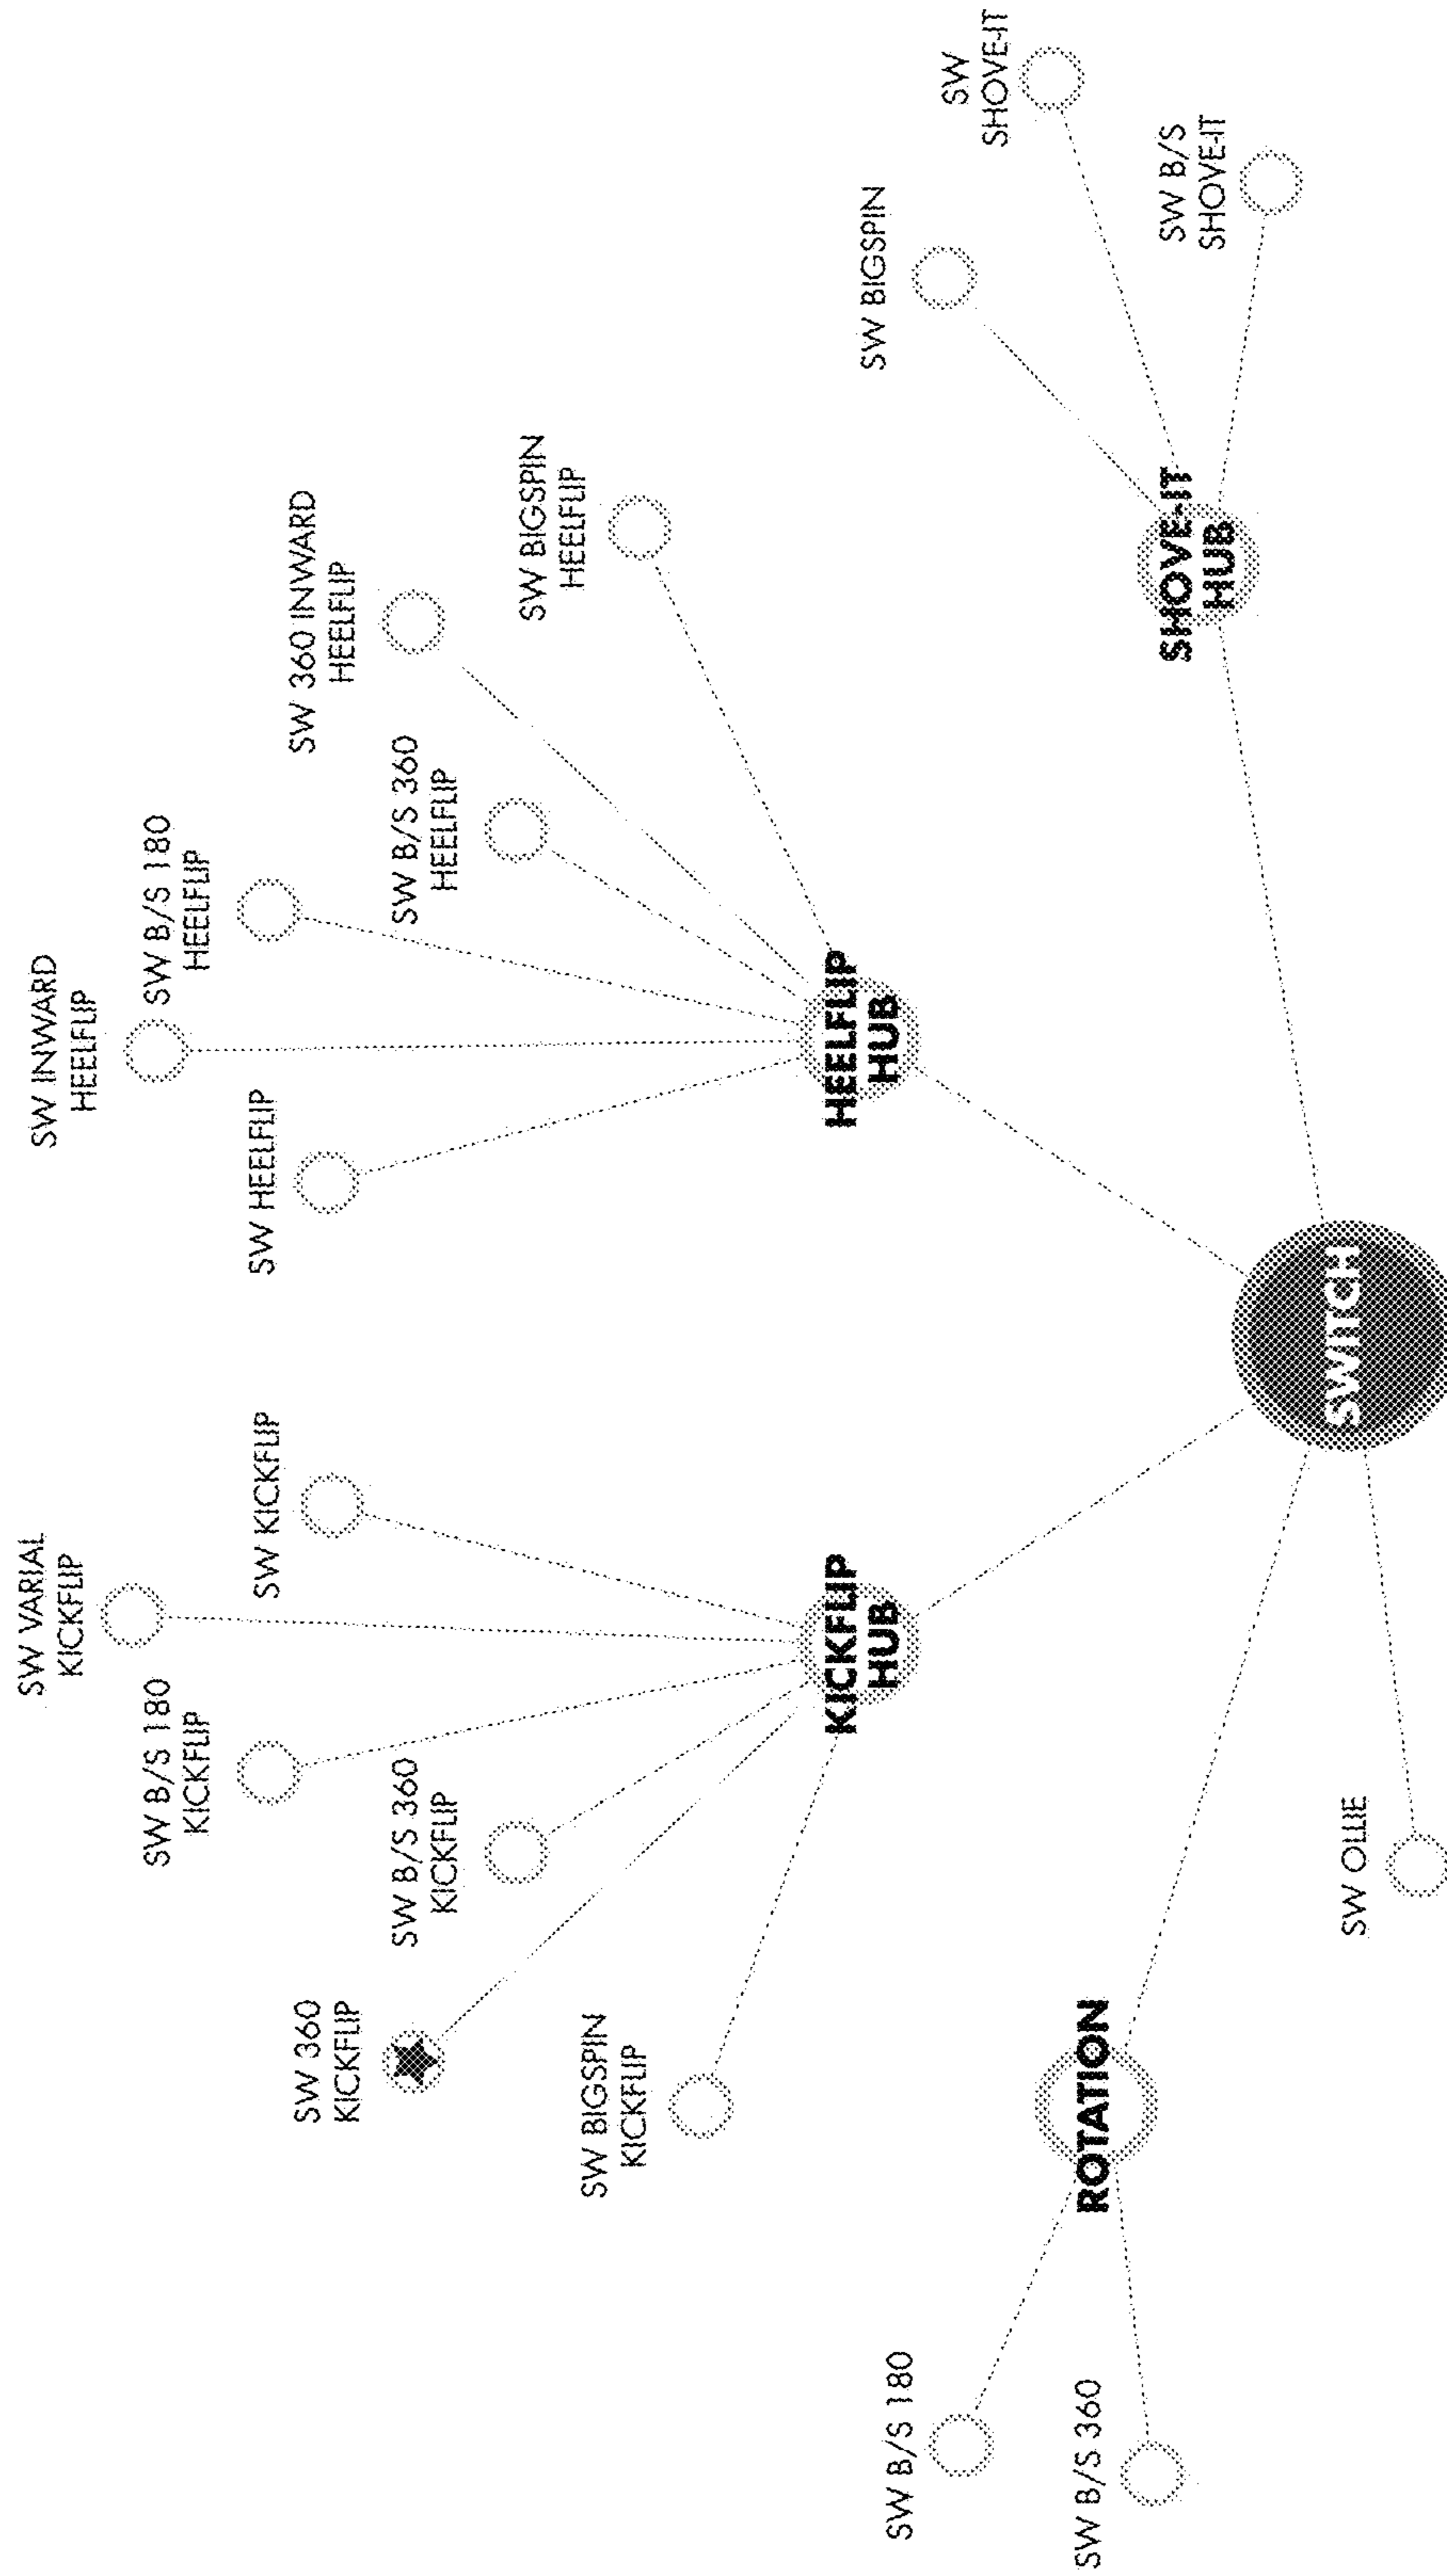 SW VARIAL
KICKFLIP
SW INWARD
HEELFLIP
SW B/S 180
KICKFLIP
SW KICKFLIP
SW HEELFLIP
SW B/S 180
HEELFLIP
SW 360
KICKFLIP
SW B/S 360
KICKFLIP
SW B/S 360
HEELFLIP
SW 360 INWARD
HEELFLIP
SW BIGSPIN
KICKFLIP
SW BIGSPIN
HEELFLIP
KICKFLIP
HUB
HEELFLIP
HUB
SW B/S 180
SW BIGSPIN
SW
SHOVE-IT
SW B/S 360
ROTATION
SHOVE-IT
HUB
SW B/S
SHOVE-IT
SW OLLIE
SWITCH